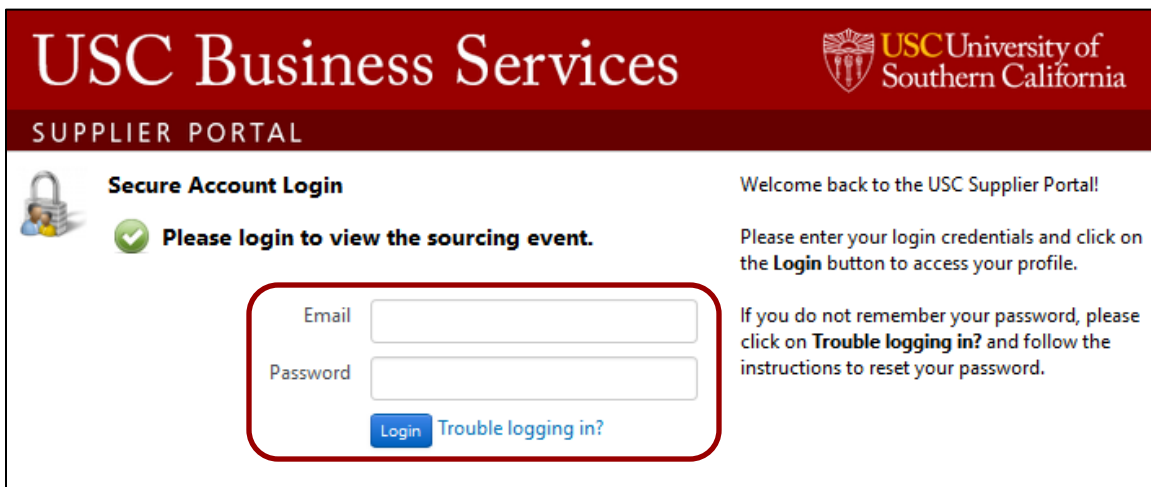 USC Business Services
USC University of
Southern California
SUPPLIER PORTAL
Secure Account Login
Please login to view the sourcing event.
Email
Password
Login Trouble logging in?
Welcome back to the USC Supplier Portal!
Please enter your login credentials and click on
the Login button to access your profile.
If you do not remember your password, please
click on Trouble logging in? and follow the
instructions to reset your password.